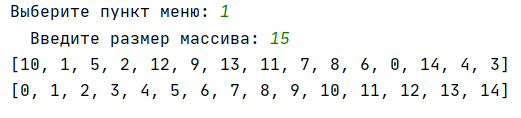 Выберите пункт меню: 1
Введите размер массива: 15
[10, 1, 5, 2, 12, 9, 13, 11, 7, 8, 6, 0, 14, 4, 3]
[0, 1, 2, 3, 4, 5, 6, 7, 8, 9, 10, 11, 12, 13, 14]